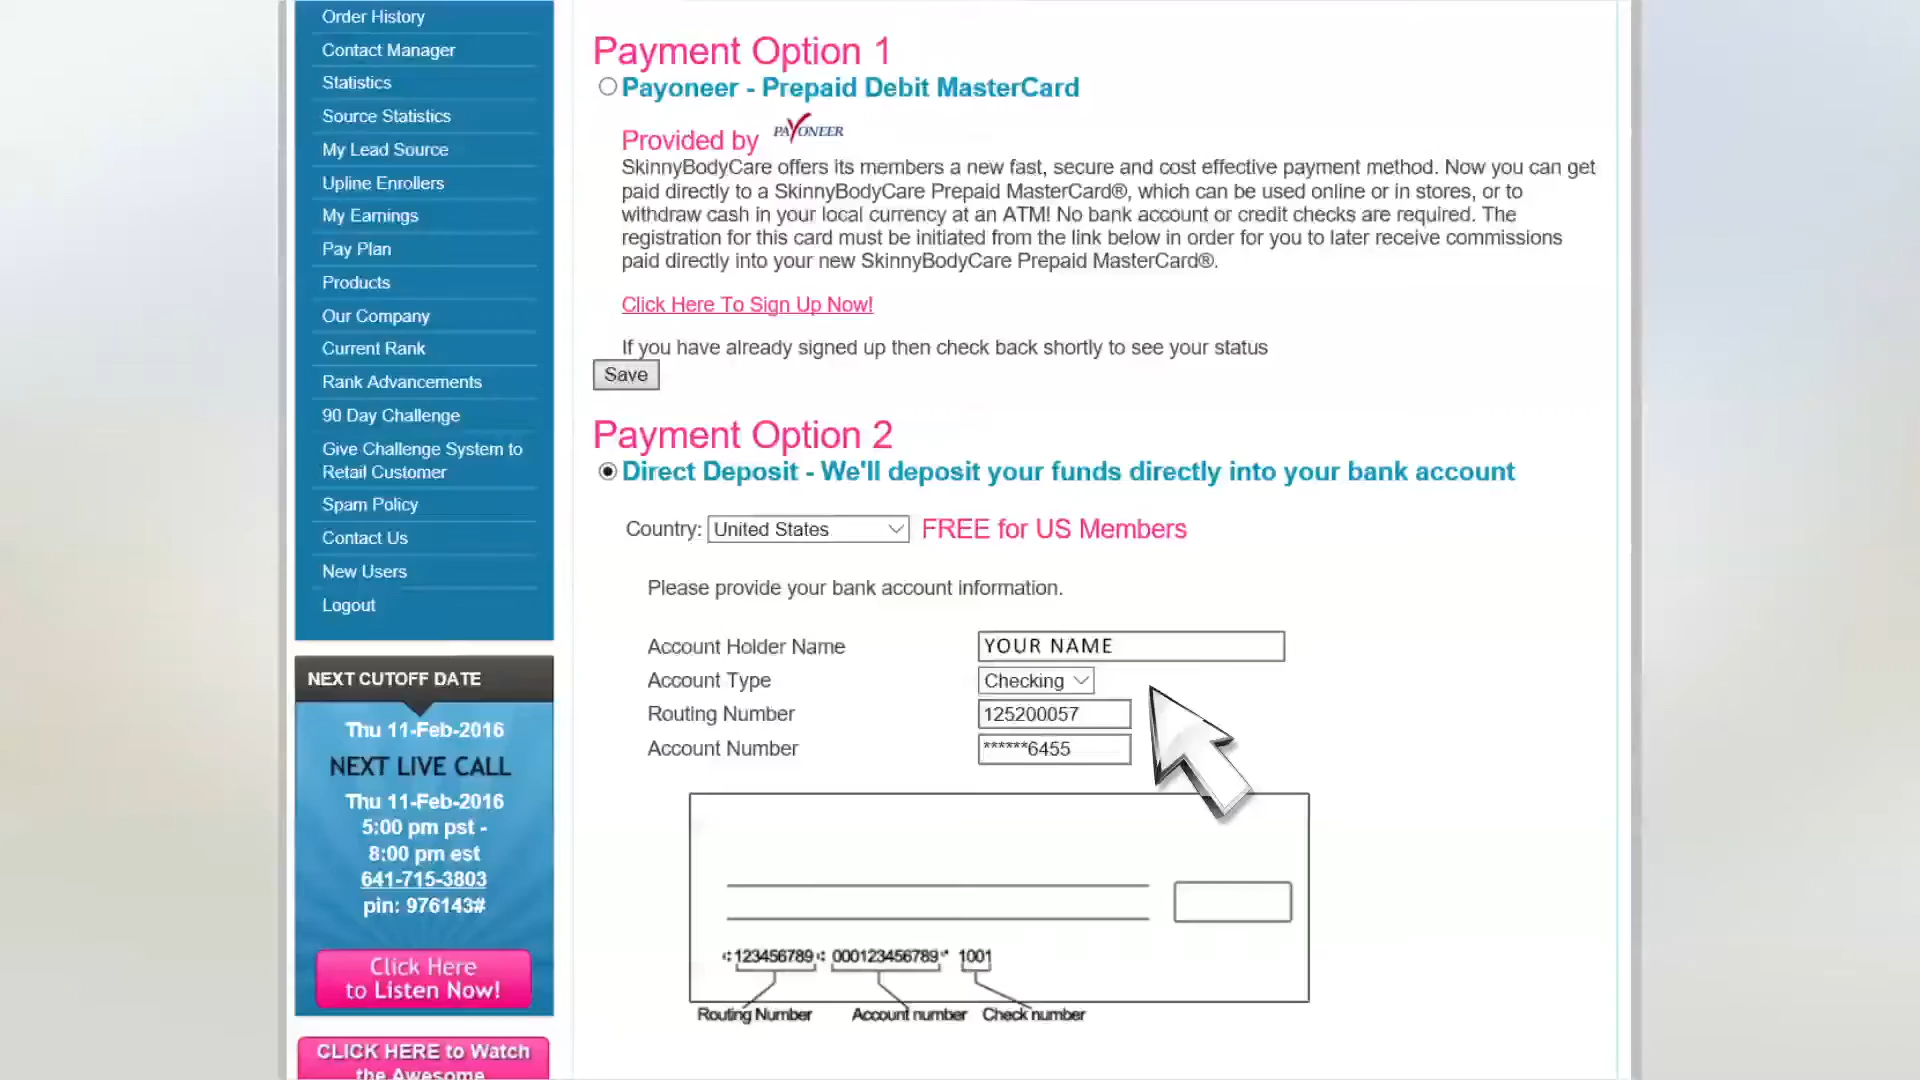 Order History
Contact Manager
Statistics
Source Statistics
My Lead Source
Upline Enrollers
My Earnings
Pay Plan
Products
Our Company
Current Rank
Rank Advancements
90 Day Challenge
Give Challenge System to
Retail Customer
Spam Policy
Contact Us
New Users
Logout
NEXT CUTOFF DATE
Thu 11-Feb-2016
NEXT LIVE CALL
Thu 11-Feb-2016
5:00 pm pst -
8:00 pm est
641-715-3803
pin: 976143#
Click Here
to Listen Now!
CLICK HERE to Watch
the Awesome
Payment Option 1
Payoneer - Prepaid Debit MasterCard
Provided by PAYONEER
SkinnyBodyCare offers its members a new fast, secure and cost effective payment method. Now you can get
paid directly to a SkinnyBodyCare Prepaid MasterCard®, which can be used online or in stores, or to
withdraw cash in your local currency at an ATM! No bank account or credit checks are required. The
registration for this card must be initiated from the link below in order for you to later receive commissions
paid directly into your new SkinnyBodyCare Prepaid MasterCard®.
Click Here To Sign Up Now!
If you have already signed up then check back shortly to see your status
Save
Payment Option 2
Direct Deposit - We'll deposit your funds directly into your bank account
Country: United States FREE for US Members
Please provide your bank account information.
Account Holder Name YOUR NAME
Account Type Checking
Routing Number 125200057
Account Number ******6455
⑆123456789⑆ 000123456789⑈ 1001
Routing Number Account number Check number